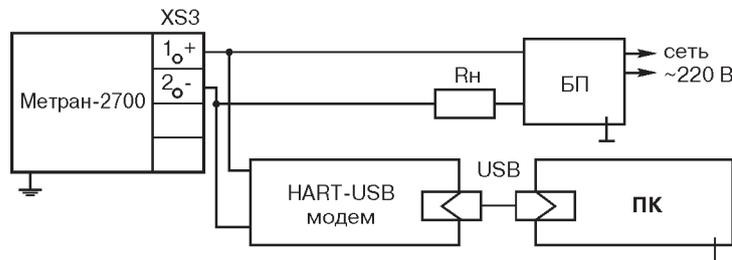 XS3
1 +
2 -
Метран-2700
Rн
БП
сеть
~220 В
HART-USB
модем
USB
ПК